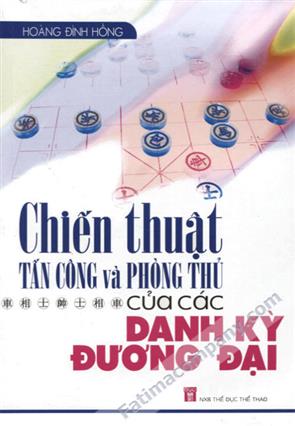 HOÀNG ĐÌNH HỒNG
Chiến thuật
TẤN CÔNG và PHÒNG THỦ
車相士帥士相車 của các
DANH KỲ
ĐƯƠNG ĐẠI
NXB THỂ DỤC THỂ THAO
Fatimacompany.com